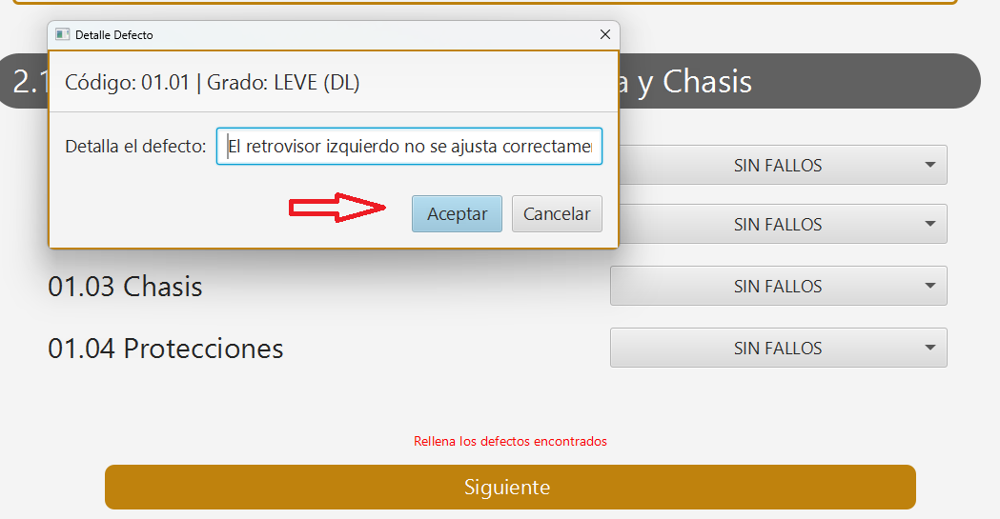 Detalle Defecto
2.1
a y Chasis
Código: 01.01 | Grado: LEVE (DL)
Detalla el defecto: El retrovisor izquierdo no se ajusta
SIN FALLOS
Aceptar Cancelar
SIN FALLOS
01.03 Chasis SIN FALLOS
01.04 Protecciones SIN FALLOS
Rellena los defectos encontrados
Siguiente